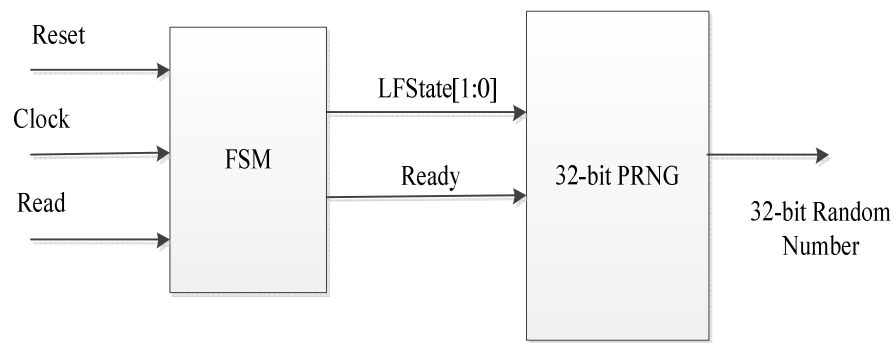 Reset
Clock
Read
FSM
LFState[1:0]
Ready
32-bit PRNG
32-bit Random
Number